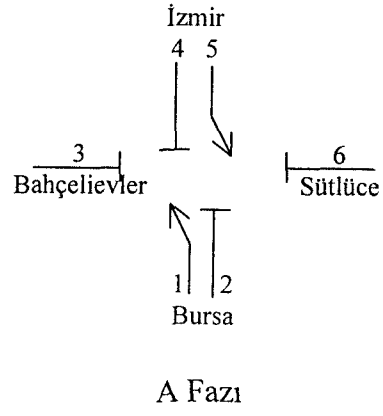 İzmir
4 5
3 6
Bahçelievler Sütlüce
1 2
Bursa
A Fazı